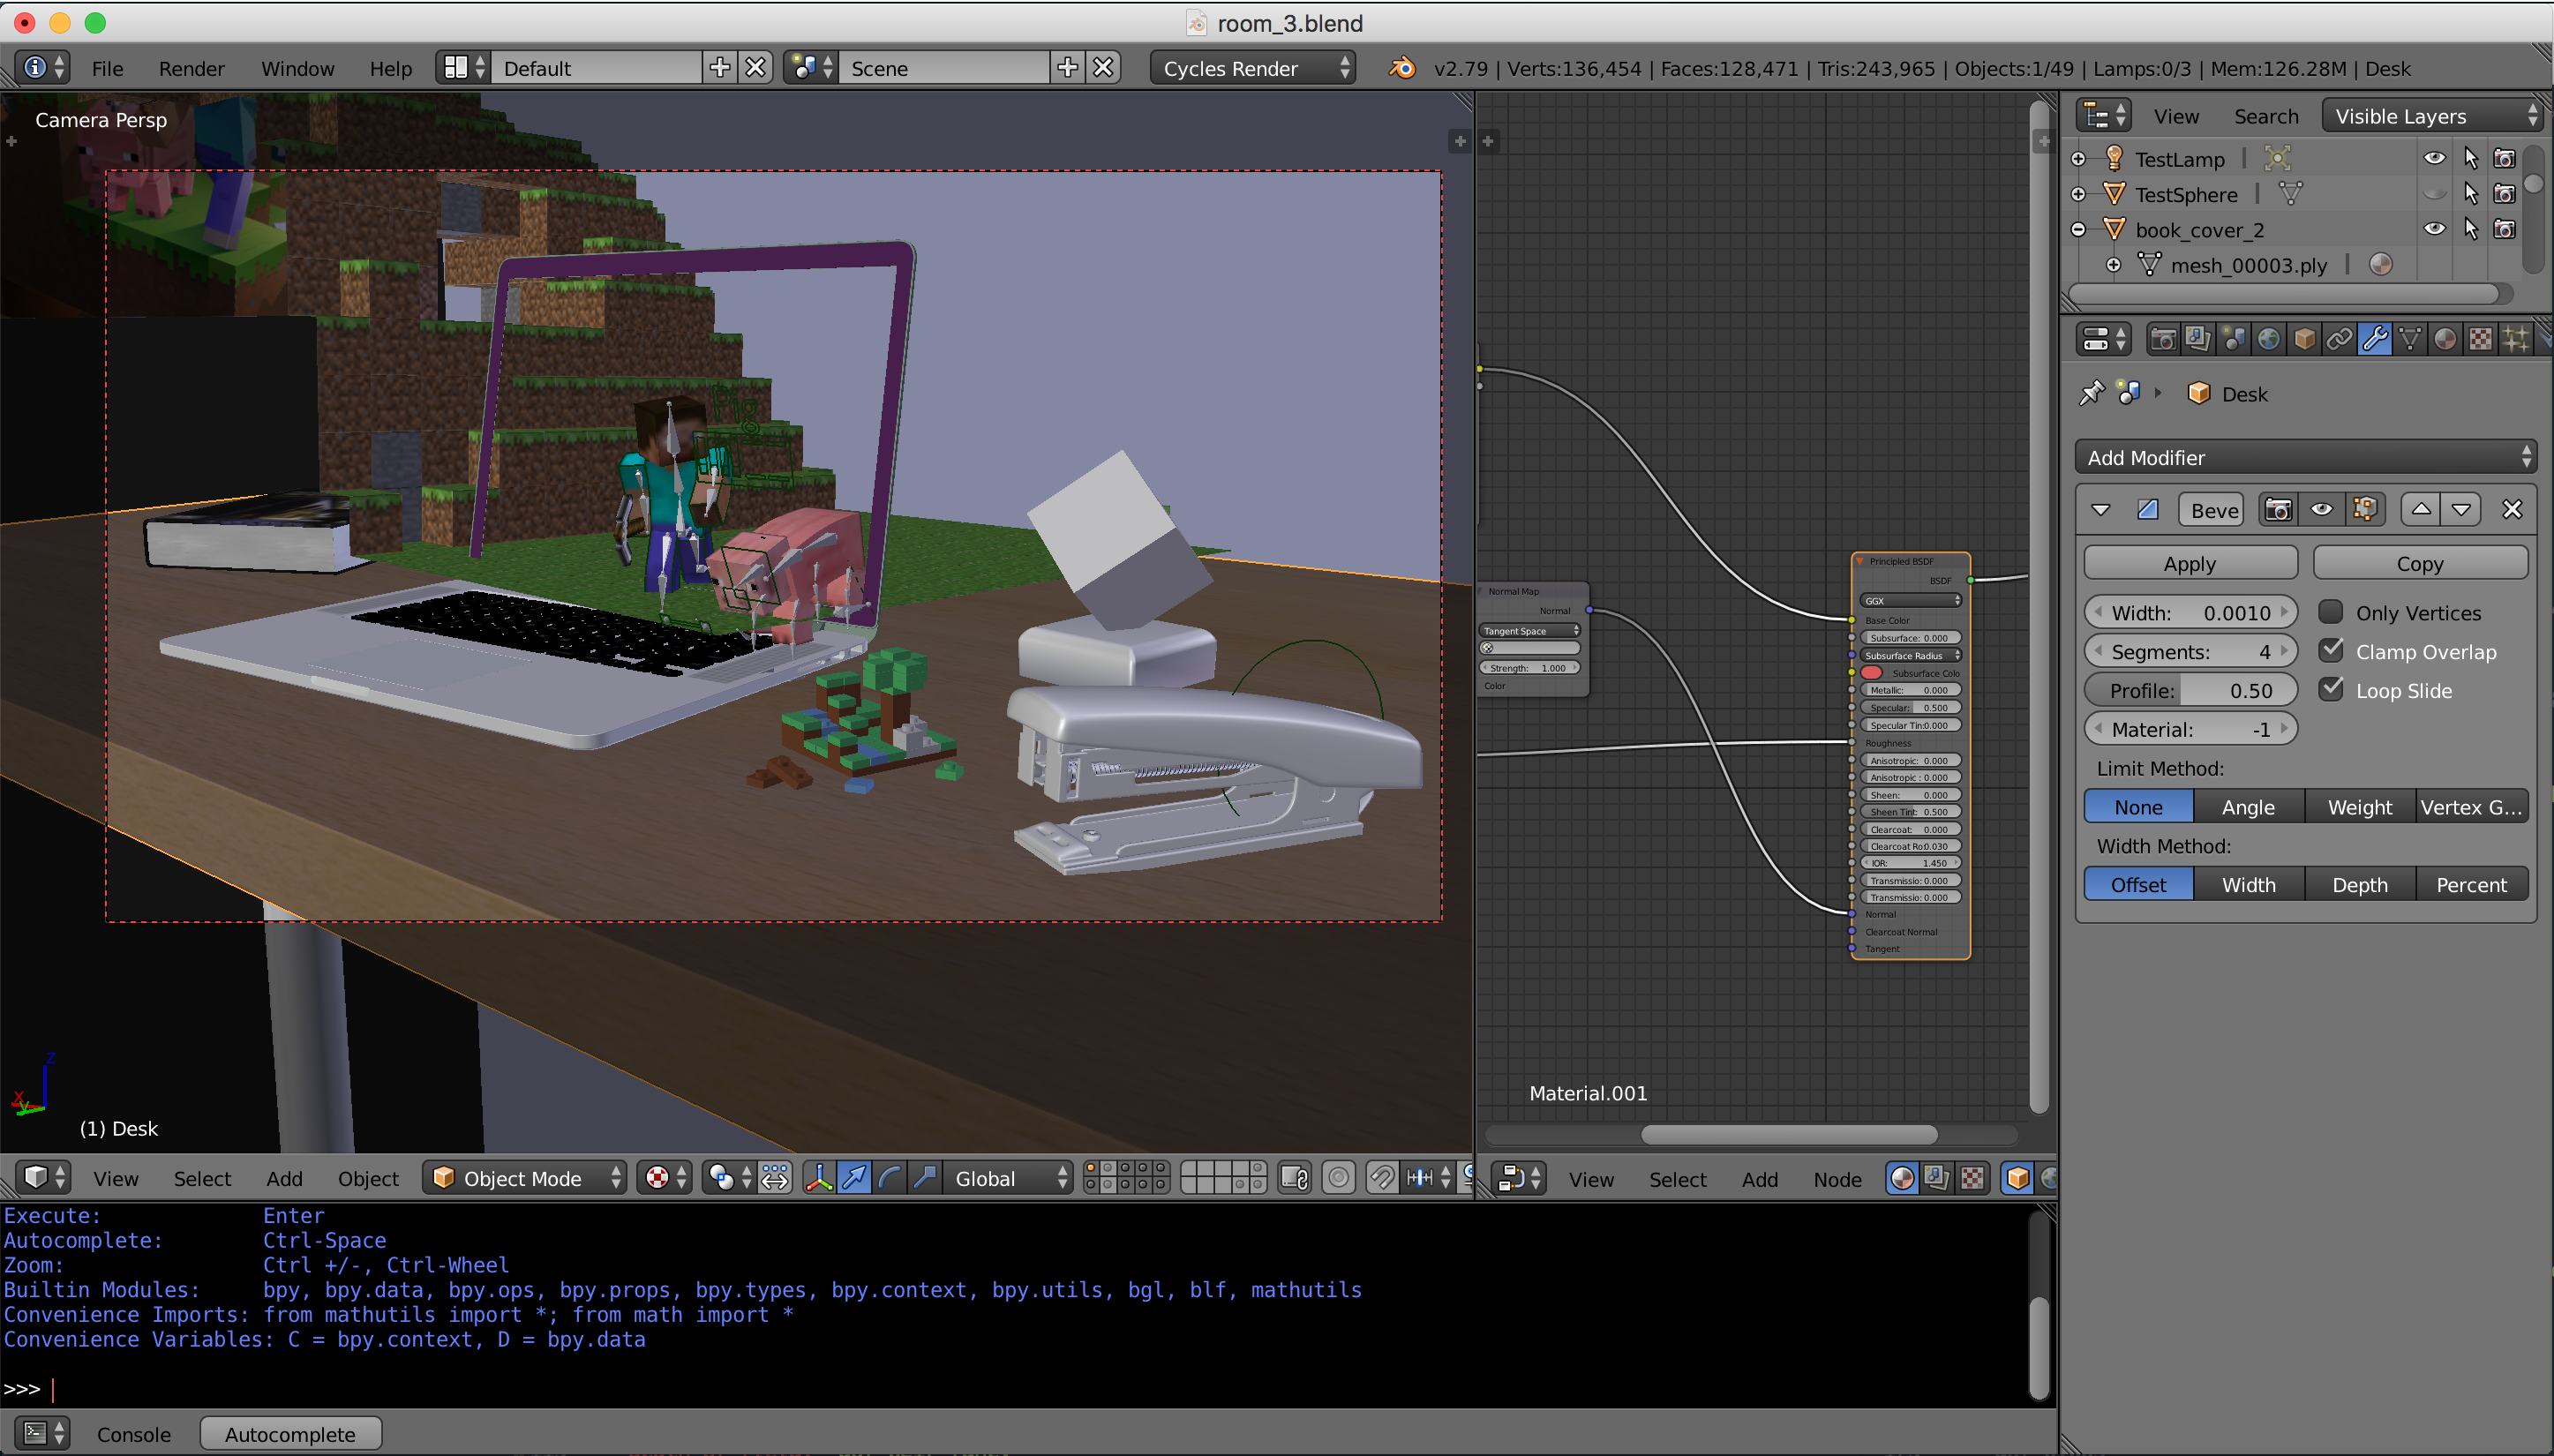 room_3.blend
File Render Window Help Default Scene Cycles Render v2.79 | Verts:136,454 | Faces:128,471 | Tris:243,965 | Objects:1/49 | Lamps:0/3 | Mem:126.28M | Desk
Camera Persp
Pig
(1) Desk
View Select Add Object Object Mode Global
Normal Map
Normal
Tangent Space
Strength: 1.000
Color
Principled BSDF
BSDF
GGX
Base Color
Subsurface: 0.000
Subsurface Radius
Subsurface Colo
Metallic: 0.000
Specular: 0.500
Specular Tin:0.000
Roughness
Anisotropic: 0.000
Anisotropic : 0.000
Sheen: 0.000
Sheen Tint: 0.500
Clearcoat: 0.000
Clearcoat Ro:0.030
IOR: 1.450
Transmissio: 0.000
Transmissio: 0.000
Normal
Clearcoat Normal
Tangent
Material.001
View Select Add Node
View Search Visible Layers
TestLamp
TestSphere
book_cover_2
mesh_00003.ply
Desk
Add Modifier
Beve
Apply Copy
Width: 0.0010 Only Vertices
Segments: 4 Clamp Overlap
Profile: 0.50 Loop Slide
Material: -1
Limit Method:
None Angle Weight Vertex G...
Width Method:
Offset Width Depth Percent
Execute: Enter
Autocomplete: Ctrl-Space
Zoom: Ctrl +/-, Ctrl-Wheel
Builtin Modules: bpy, bpy.data, bpy.ops, bpy.props, bpy.types, bpy.context, bpy.utils, bgl, blf, mathutils
Convenience Imports: from mathutils import *; from math import *
Convenience Variables: C = bpy.context, D = bpy.data
>>>
Console Autocomplete